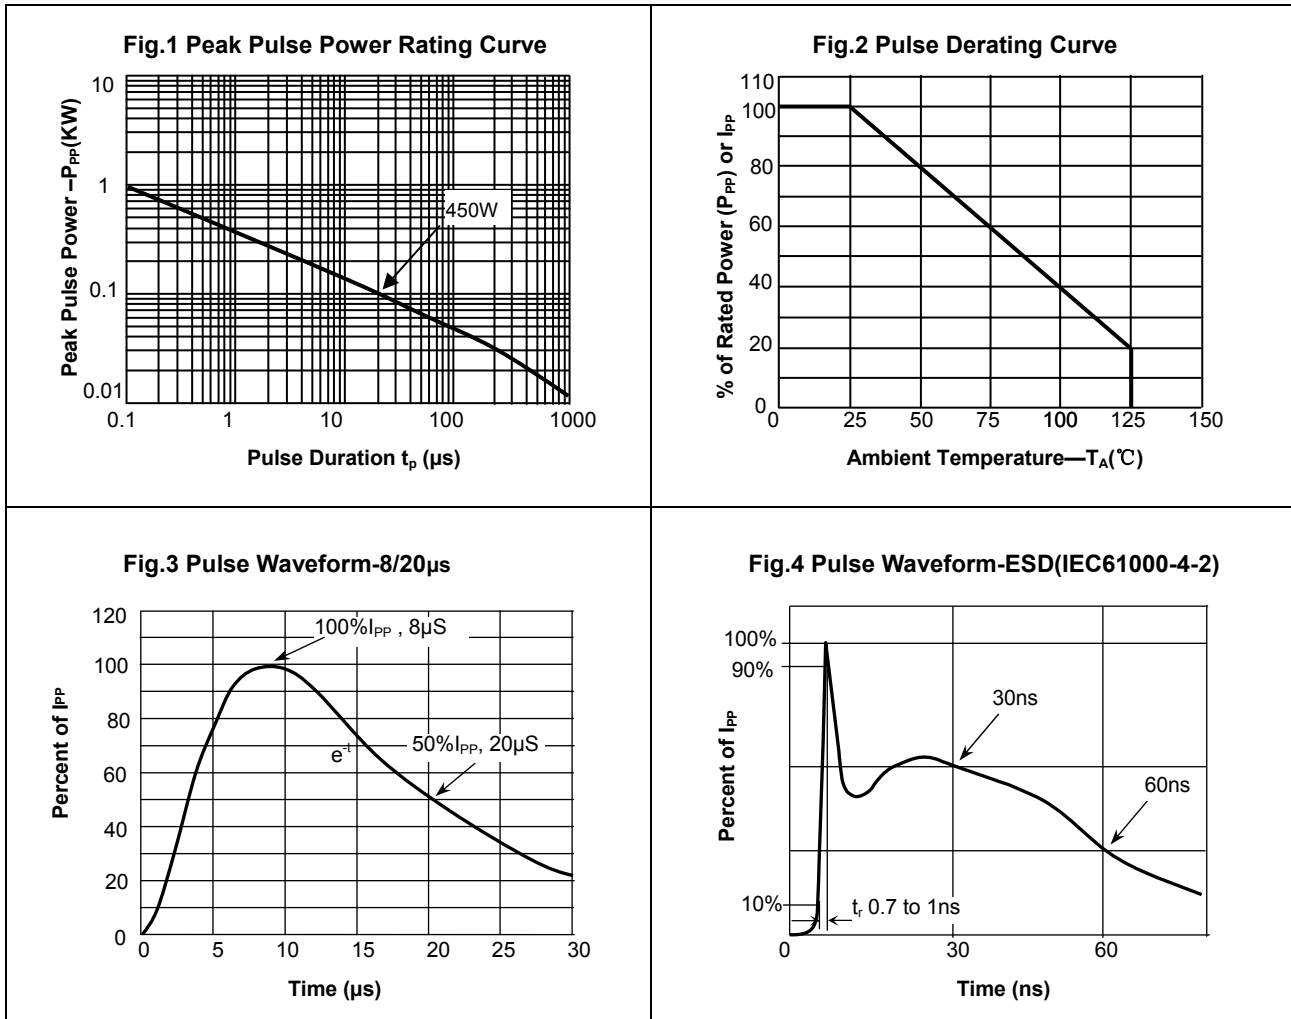 Fig.1 Peak Pulse Power Rating Curve
Peak Pulse Power –PPP(KW)
10
1
0.1
0.01
450W
0.1 1 10 100 1000
Pulse Duration tp (µs)
Fig.2 Pulse Derating Curve
% of Rated Power (PPP) or IPP
110
100
80
60
40
20
0
0 25 50 75 100 125 150
Ambient Temperature—TA(℃)
Fig.3 Pulse Waveform-8/20µs
Percent of IPP
120
100
80
60
40
20
0
100%IPP , 8µS
e-t
50%IPP, 20µS
0 5 10 15 20 25 30
Time (µs)
Fig.4 Pulse Waveform-ESD(IEC61000-4-2)
Percent of IPP
100%
90%
10%
30ns
60ns
tr 0.7 to 1ns
0 30 60
Time (ns)